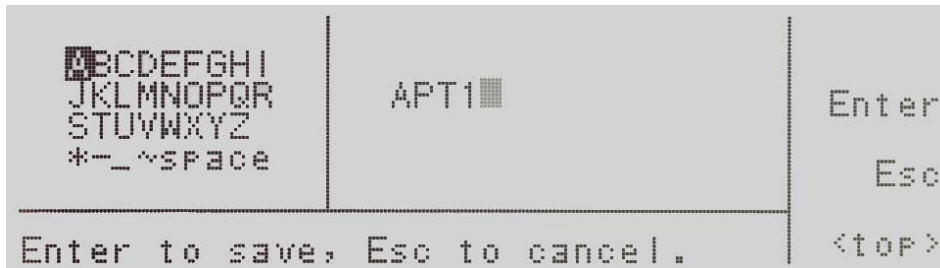 ABCDEFGHI
JKLMNOPQR
STUVWXYZ
*-_~space
APT1
Enter
Esc
<top>
Enter to save, Esc to cancel.